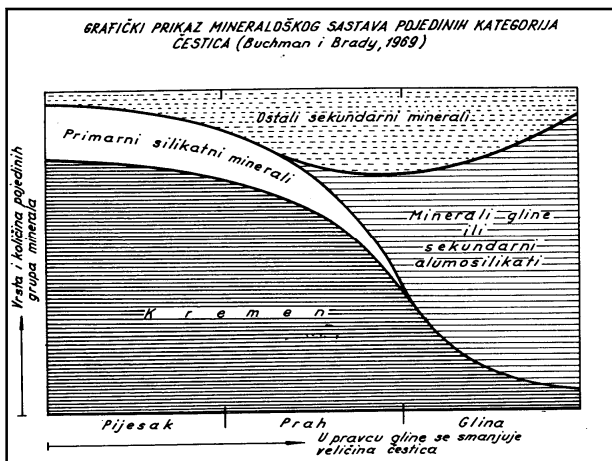 GRAFIČKI PRIKAZ MINERALOŠKOG SASTAVA POJEDINIH KATEGORIJA
ČESTICA (Buchman i Brady, 1969)
Ostali sekundarni minerali
Primarni silikatni minerali
Minerali gline
ili
sekundarni
alumosilikati
Kremen
Vrsta i količina pojedinih
grupa minerala
Pijesak
Prah
Glina
U pravcu gline se smanjuje
veličina čestica